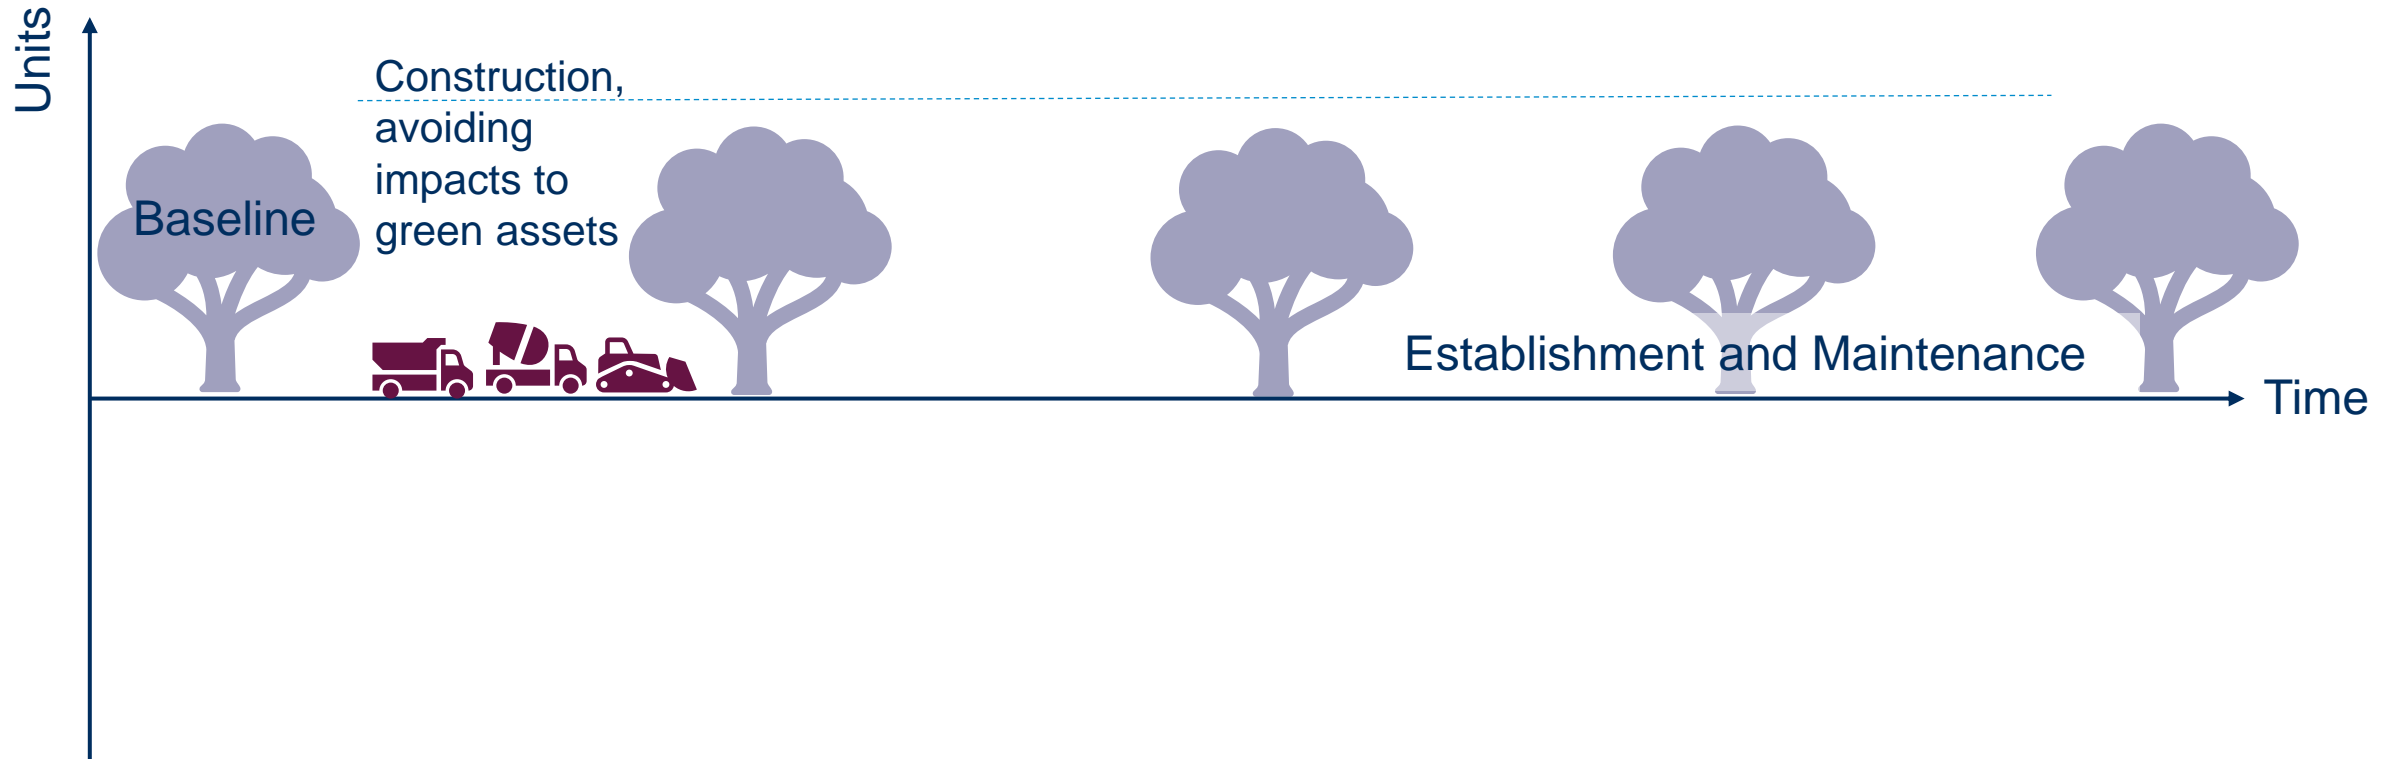 Units
Construction,
avoiding
impacts to
green assets
Baseline
Establishment and Maintenance
Time